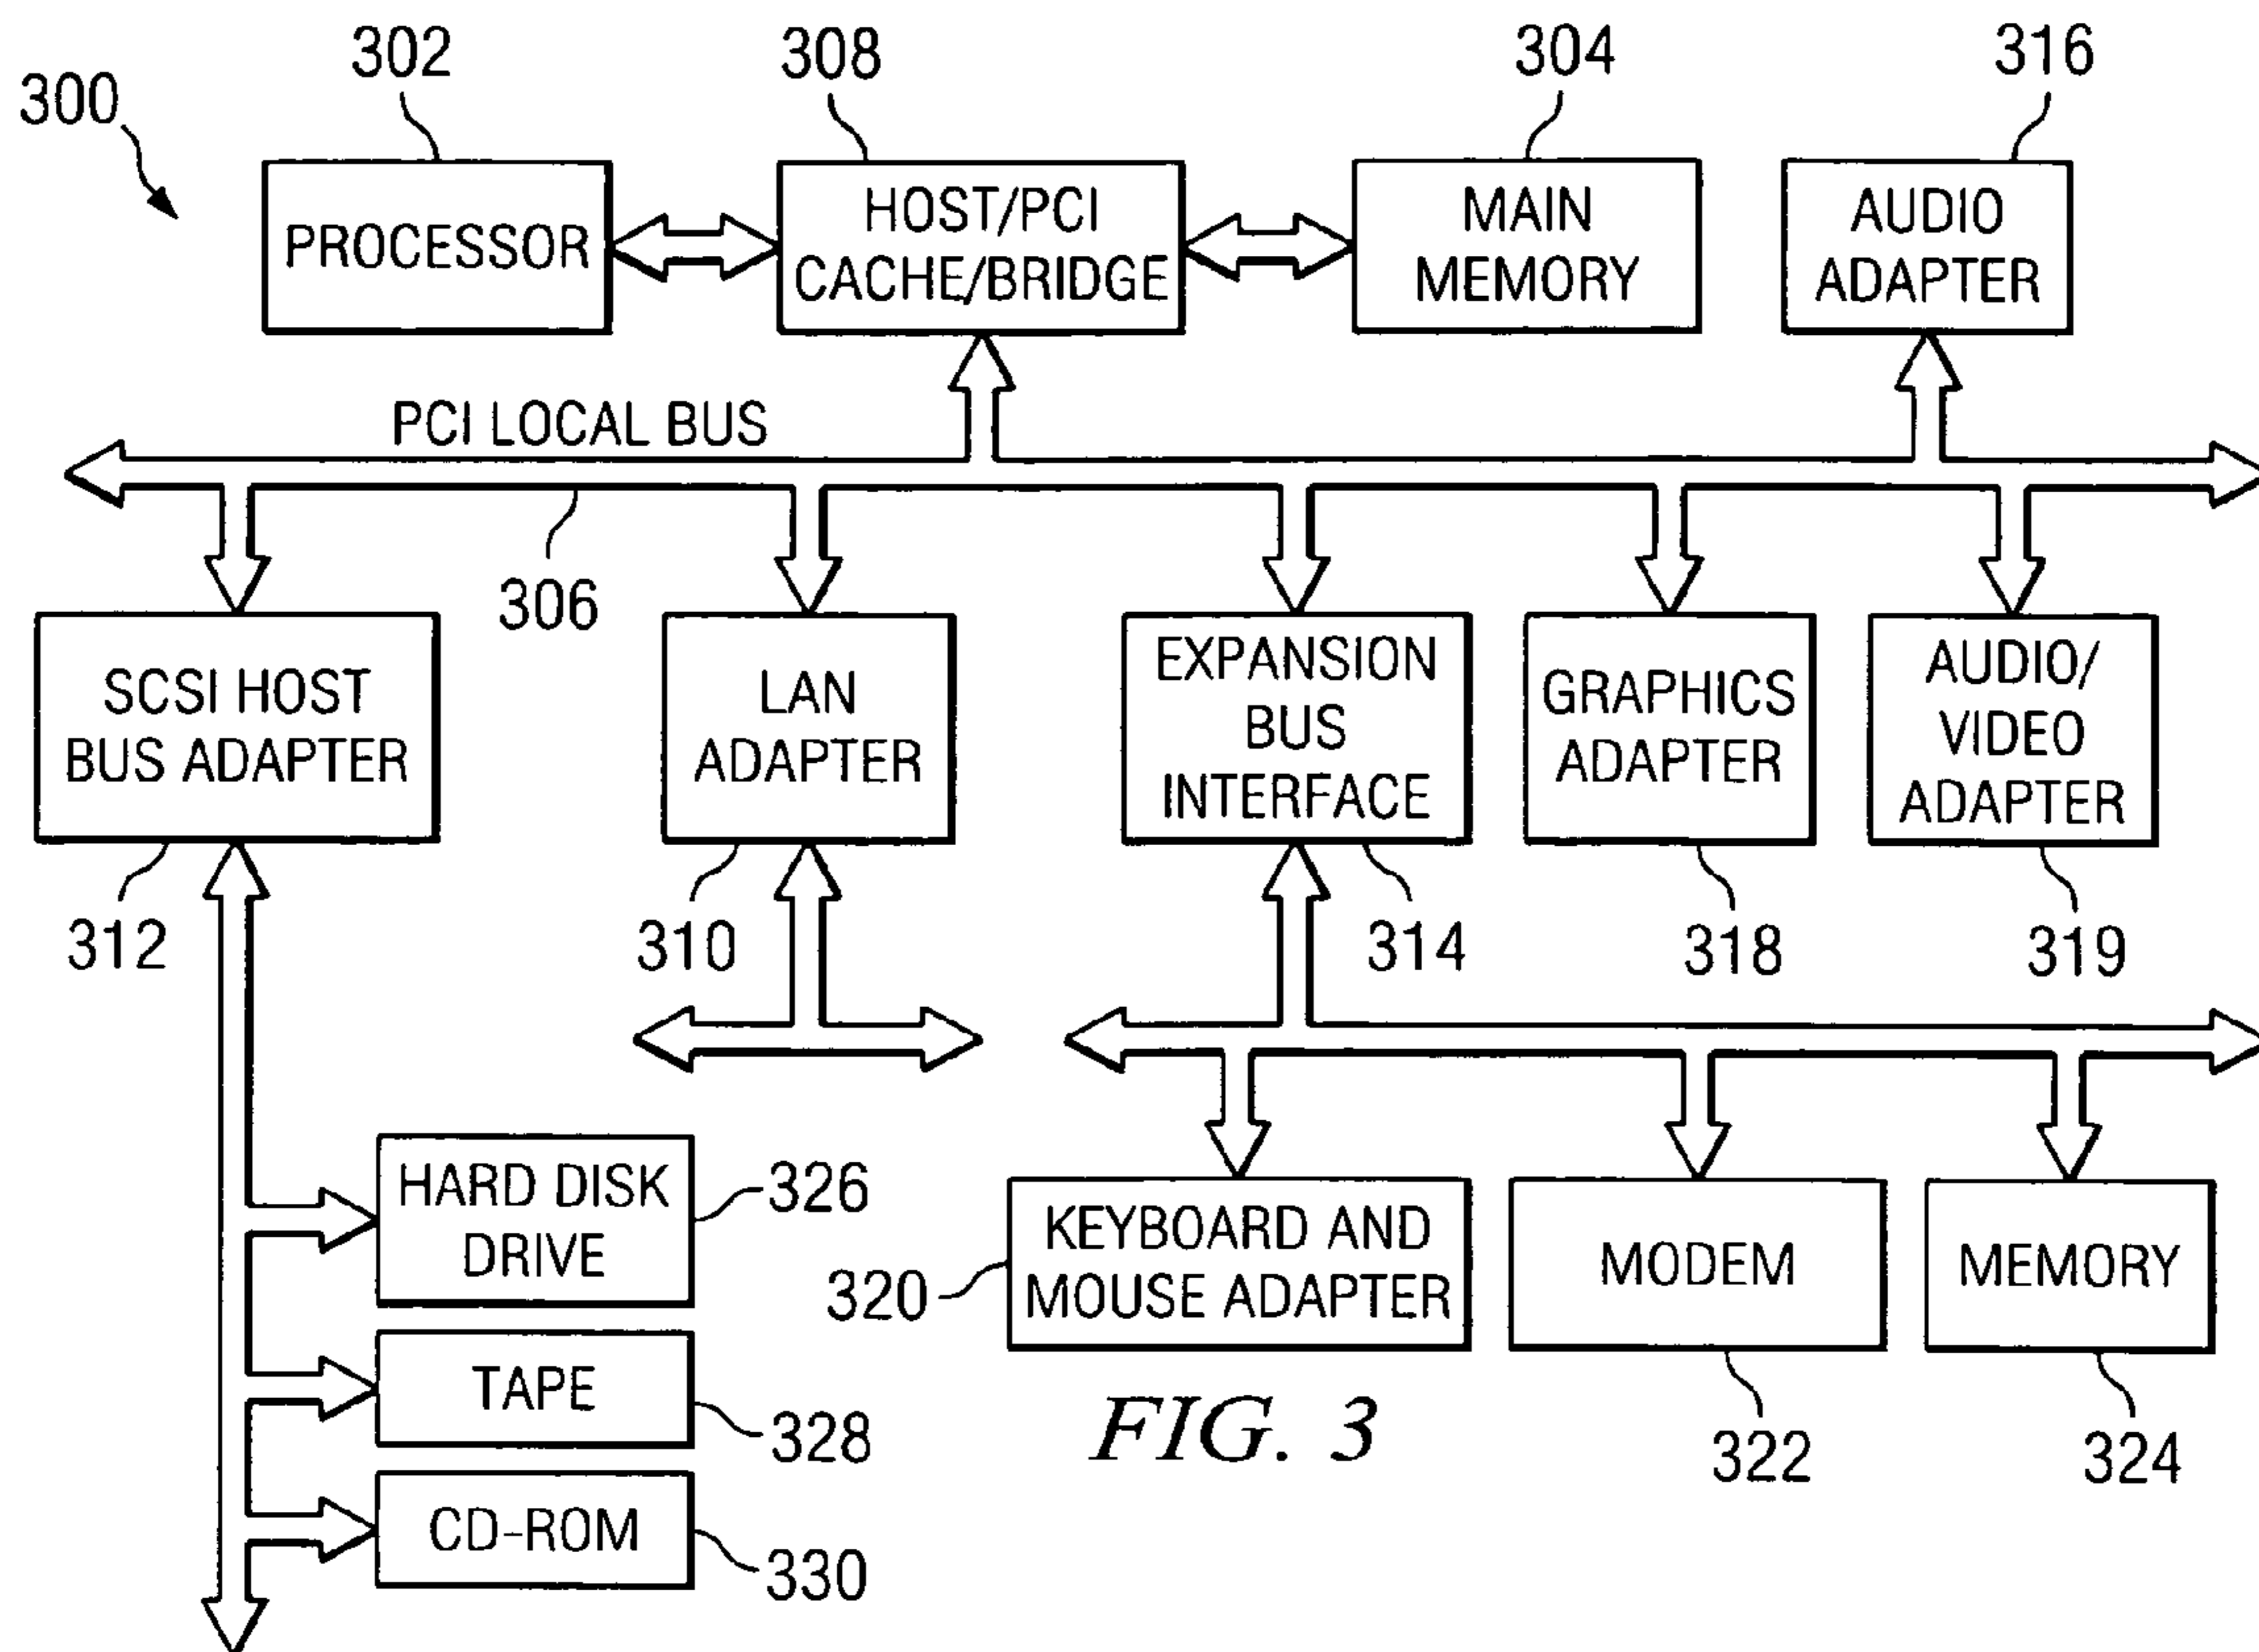 300
302
308
304
316
PROCESSOR
HOST/PCI
CACHE/BRIDGE
MAIN
MEMORY
AUDIO
ADAPTER
PCI LOCAL BUS
306
SCSI HOST
BUS ADAPTER
LAN
ADAPTER
EXPANSION
BUS
INTERFACE
GRAPHICS
ADAPTER
AUDIO/
VIDEO
ADAPTER
312
310
314
318
319
HARD DISK
DRIVE
326
TAPE
328
CD-ROM
330
320
KEYBOARD AND
MOUSE ADAPTER
MODEM
MEMORY
322
324
FIG. 3